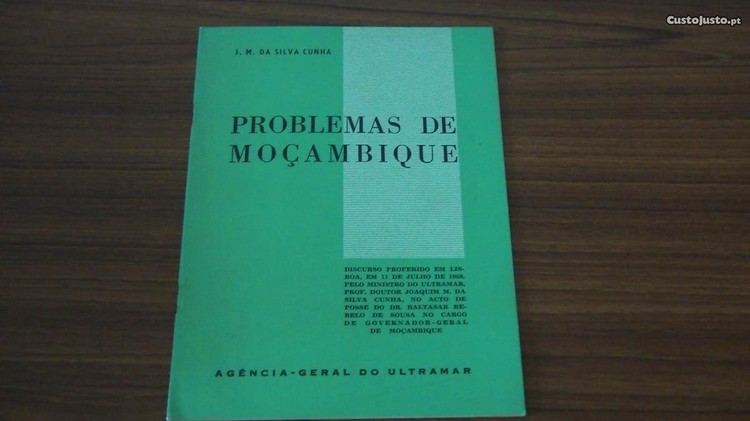 CustoJusto.pt
J. M. DA SILVA CUNHA
PROBLEMAS DE
MOÇAMBIQUE
DISCURSO PROFERIDO EM LIS-
BOA, EM 11 DE JULHO DE 1968,
PELO MINISTRO DO ULTRAMAR,
PROF. DOUTOR JOAQUIM M. DA
SILVA CUNHA, NO ACTO DE
POSSE DO DR. BALTASAR RE-
BELO DE SOUSA NO CARGO
DE GOVERNADOR-GERAL
DE MOÇAMBIQUE
AGÊNCIA-GERAL DO ULTRAMAR